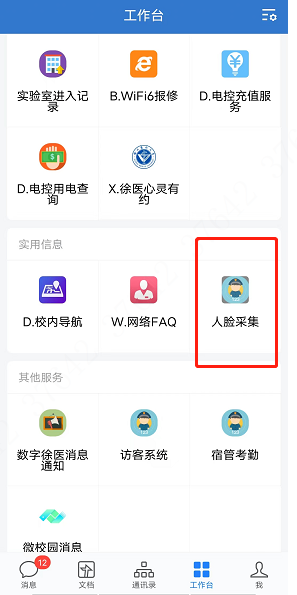 工作台
实验室进入记
录
B.WiFi6报修
D.电控充值服
务
D.电控用电查
询
X.徐医心灵有
约
实用信息
D.校内导航
W.网络FAQ
人脸采集
其他服务
数字徐医消息
通知
访客系统
宿管考勤
微校园消息
12
消息
文档
通讯录
工作台
我